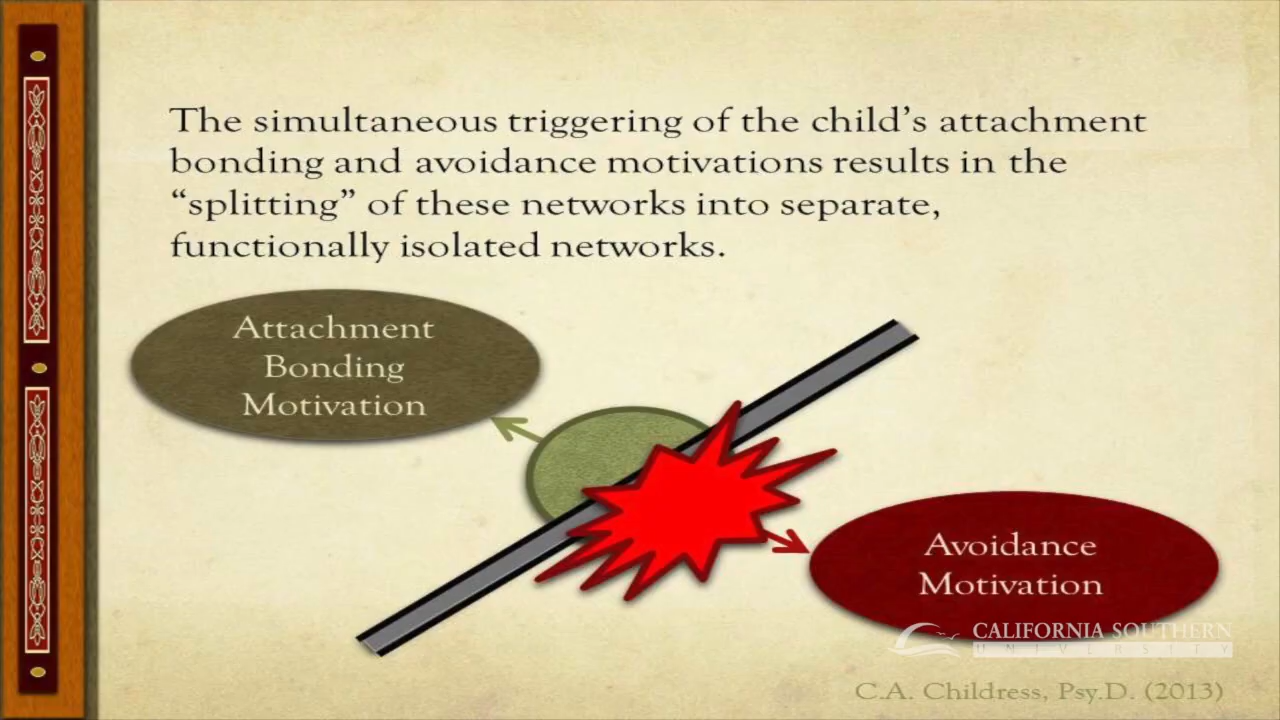 The simultaneous triggering of the child’s attachment
bonding and avoidance motivations results in the
“splitting” of these networks into separate,
functionally isolated networks.
Attachment
Bonding
Motivation
Avoidance
Motivation
CALIFORNIA SOUTHERN
UNIVERSITY
C.A. Childress, Psy.D. (2013)